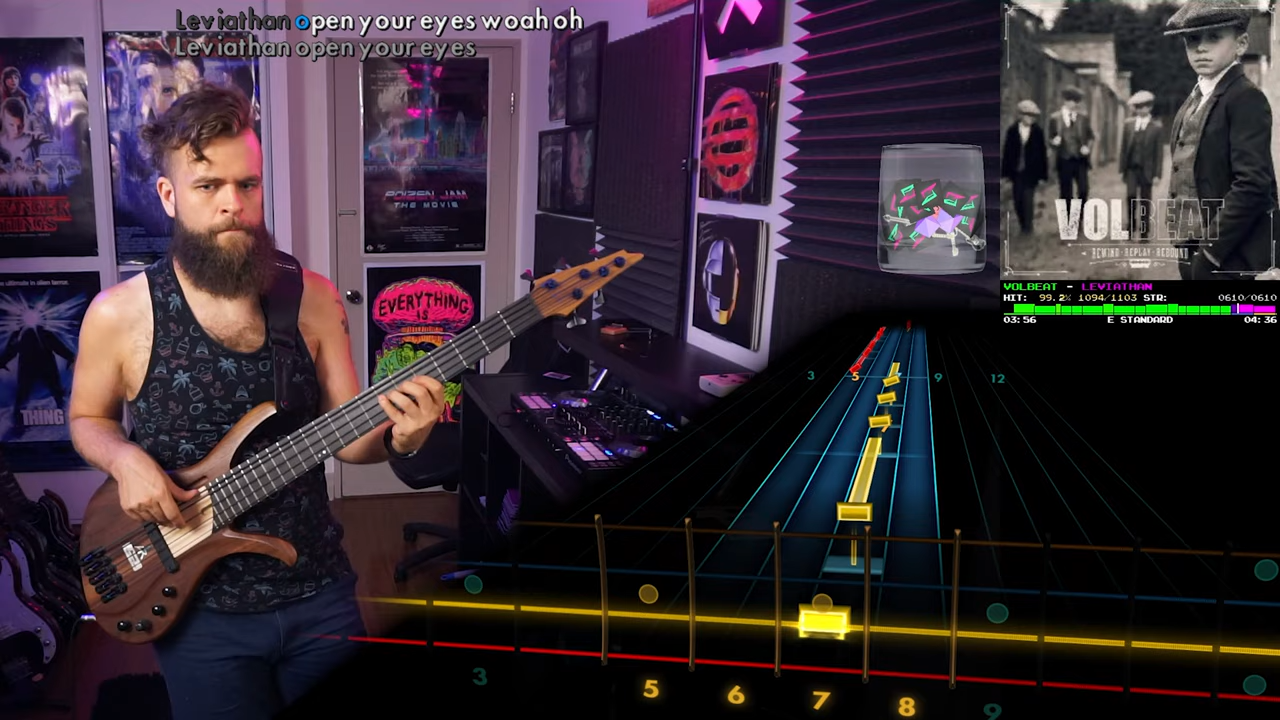 Leviathan open your eyes woah oh
Leviathan open your eyes
VOLBEAT
REWIND · REPLAY · REBOUND
VOLBEAT - LEVIATHAN
HIT: 99.2% 1094/1103 STR: 0610/0610
03:56 E STANDARD 04:36
POIZEN JAM
THE MOVIE
EVERYTHING
IS
THINGS
THING
3 5 9 12
3 5 6 7 8 9